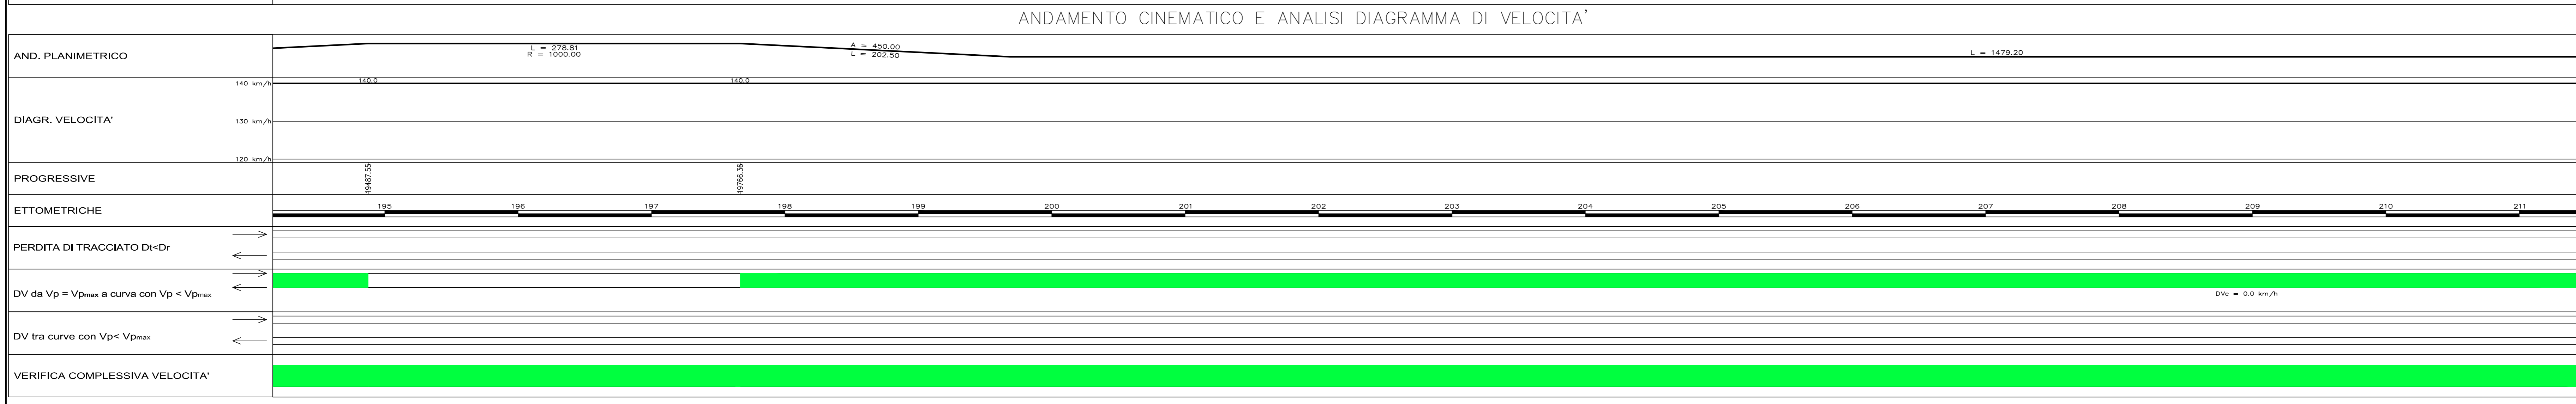 ANDAMENTO CINEMATICO E ANALISI DIAGRAMMA DI VELOCITA'
AND. PLANIMETRICO
L = 278.81
R = 1000.00
A = 450.00
L = 202.50
L = 1479.20
DIAGR. VELOCITA'
140 km/h
140.0
140.0
130 km/h
120 km/h
PROGRESSIVE
19487.55
19766.36
ETTOMETRICHE
195 196 197 198 199 200 201 202 203 204 205 206 207 208 209 210 211
PERDITA DI TRACCIATO Dt<Dr
DV da Vp = Vpmax a curva con Vp < Vpmax
DVc = 0.0 km/h
DV tra curve con Vp< Vpmax
VERIFICA COMPLESSIVA VELOCITA'